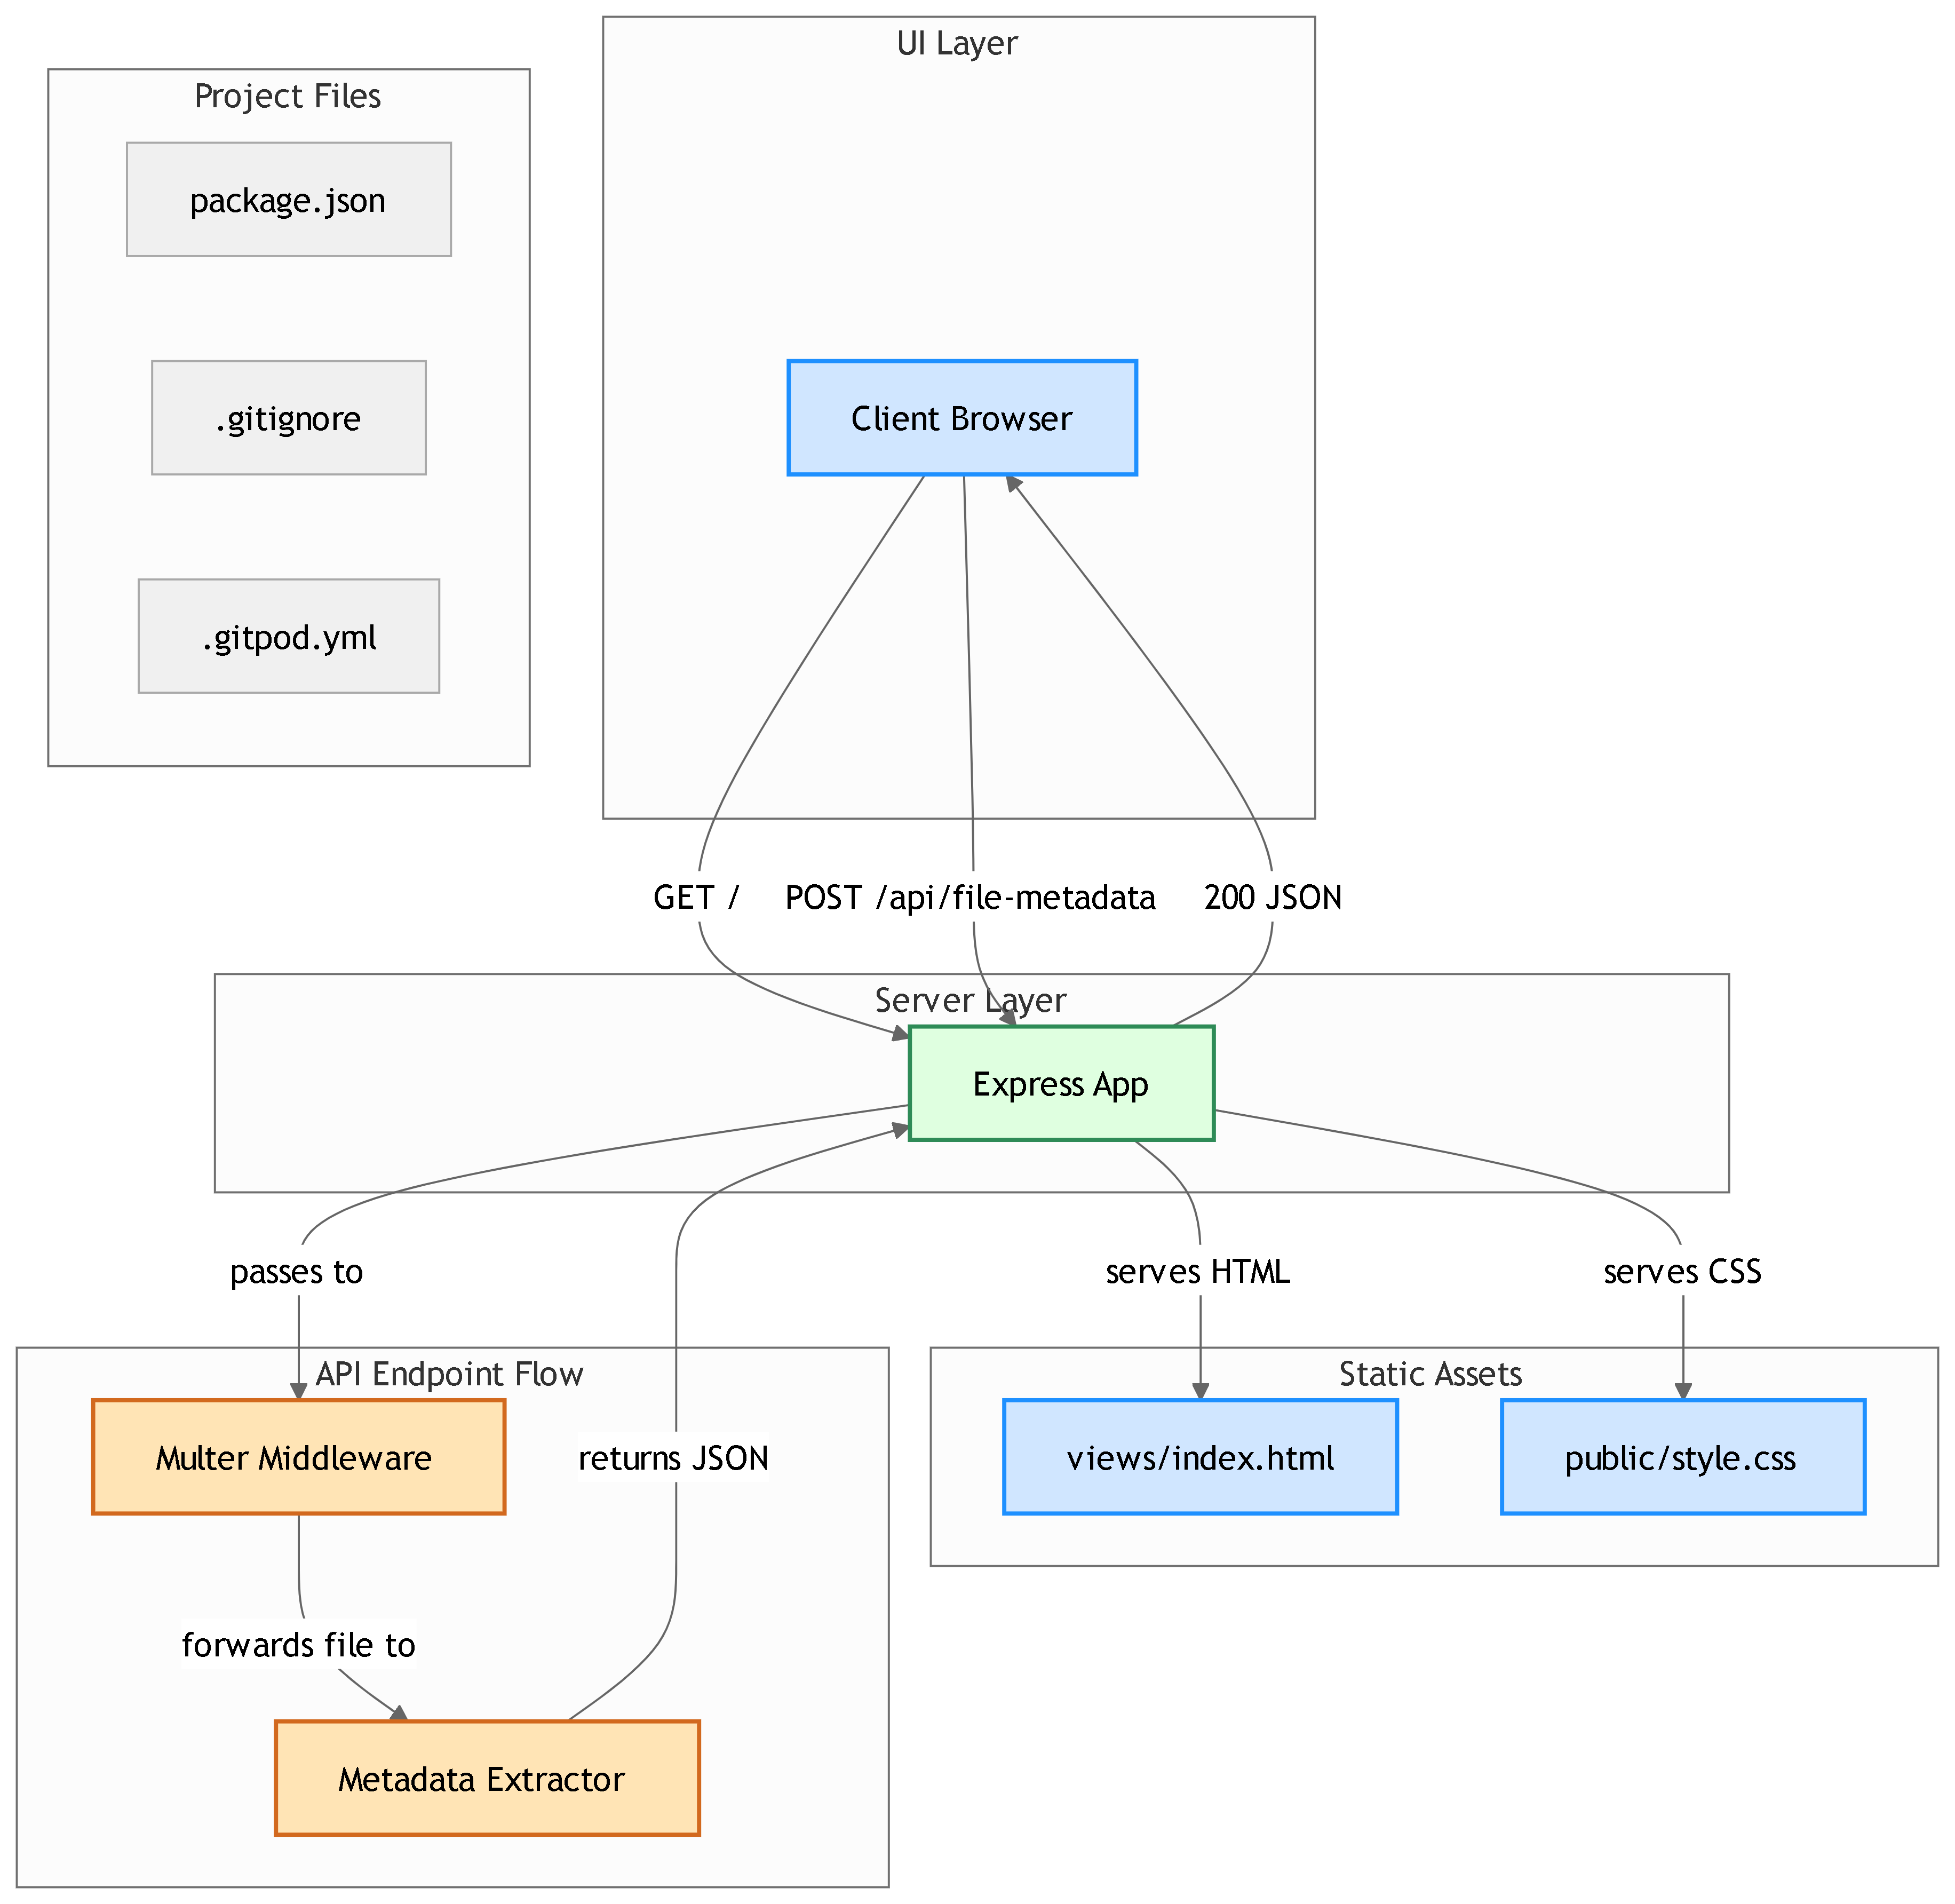 UI Layer
Project Files
package.json
Client Browser
.gitignore
.gitpod.yml
GET /
POST /api/file-metadata
200 JSON
Server Layer
Express App
passes to
serves HTML
serves CSS
API Endpoint Flow
Static Assets
Multer Middleware
returns JSON
views/index.html
public/style.css
forwards file to
Metadata Extractor